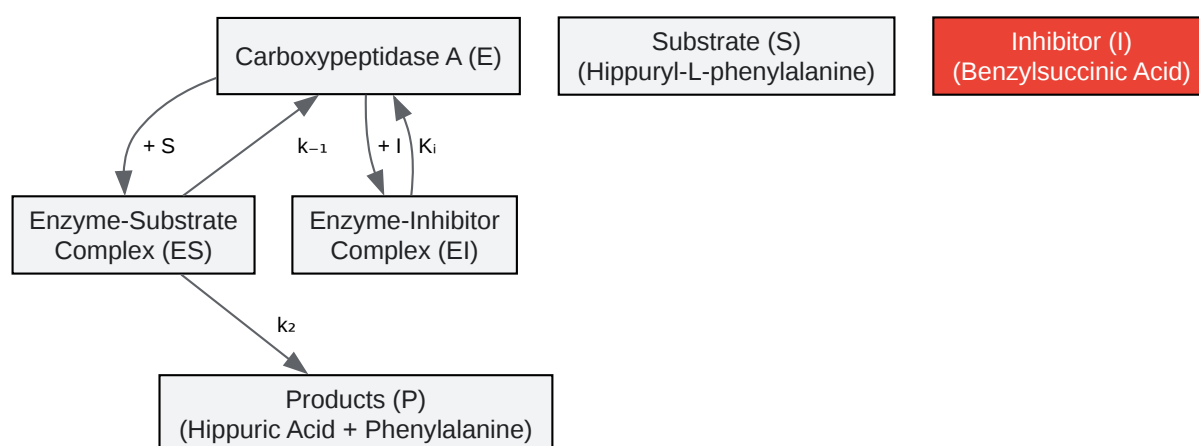 Carboxypeptidase A (E)
Substrate (S)
(Hippuryl-L-phenylalanine)
Inhibitor (I)
(Benzylsuccinic Acid)
+ S
k₋₁
+ I
Kᵢ
Enzyme-Substrate
Complex (ES)
Enzyme-Inhibitor
Complex (EI)
k₂
Products (P)
(Hippuric Acid + Phenylalanine)